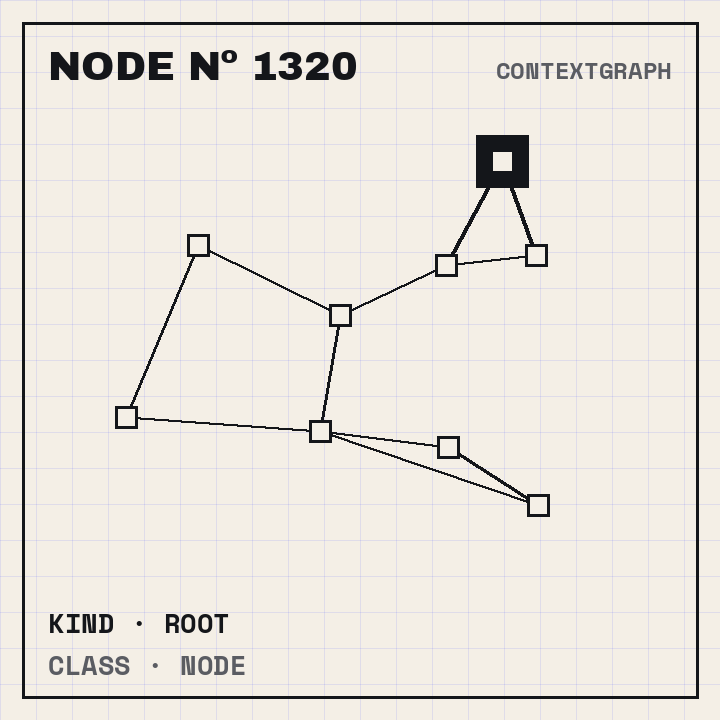 NODE Nº 1320
CONTEXTGRAPH
KIND · ROOT
CLASS · NODE